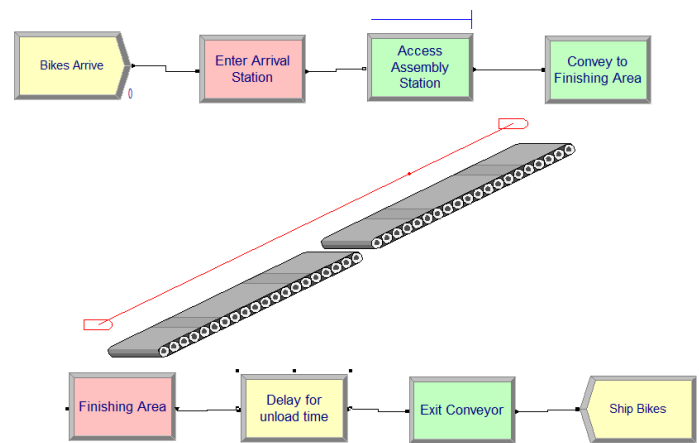 Bikes Arrive
Enter Arrival
Station
Access
Assembly
Station
Convey to
Finishing Area
Finishing Area
Delay for
unload time
Exit Conveyor
Ship Bikes